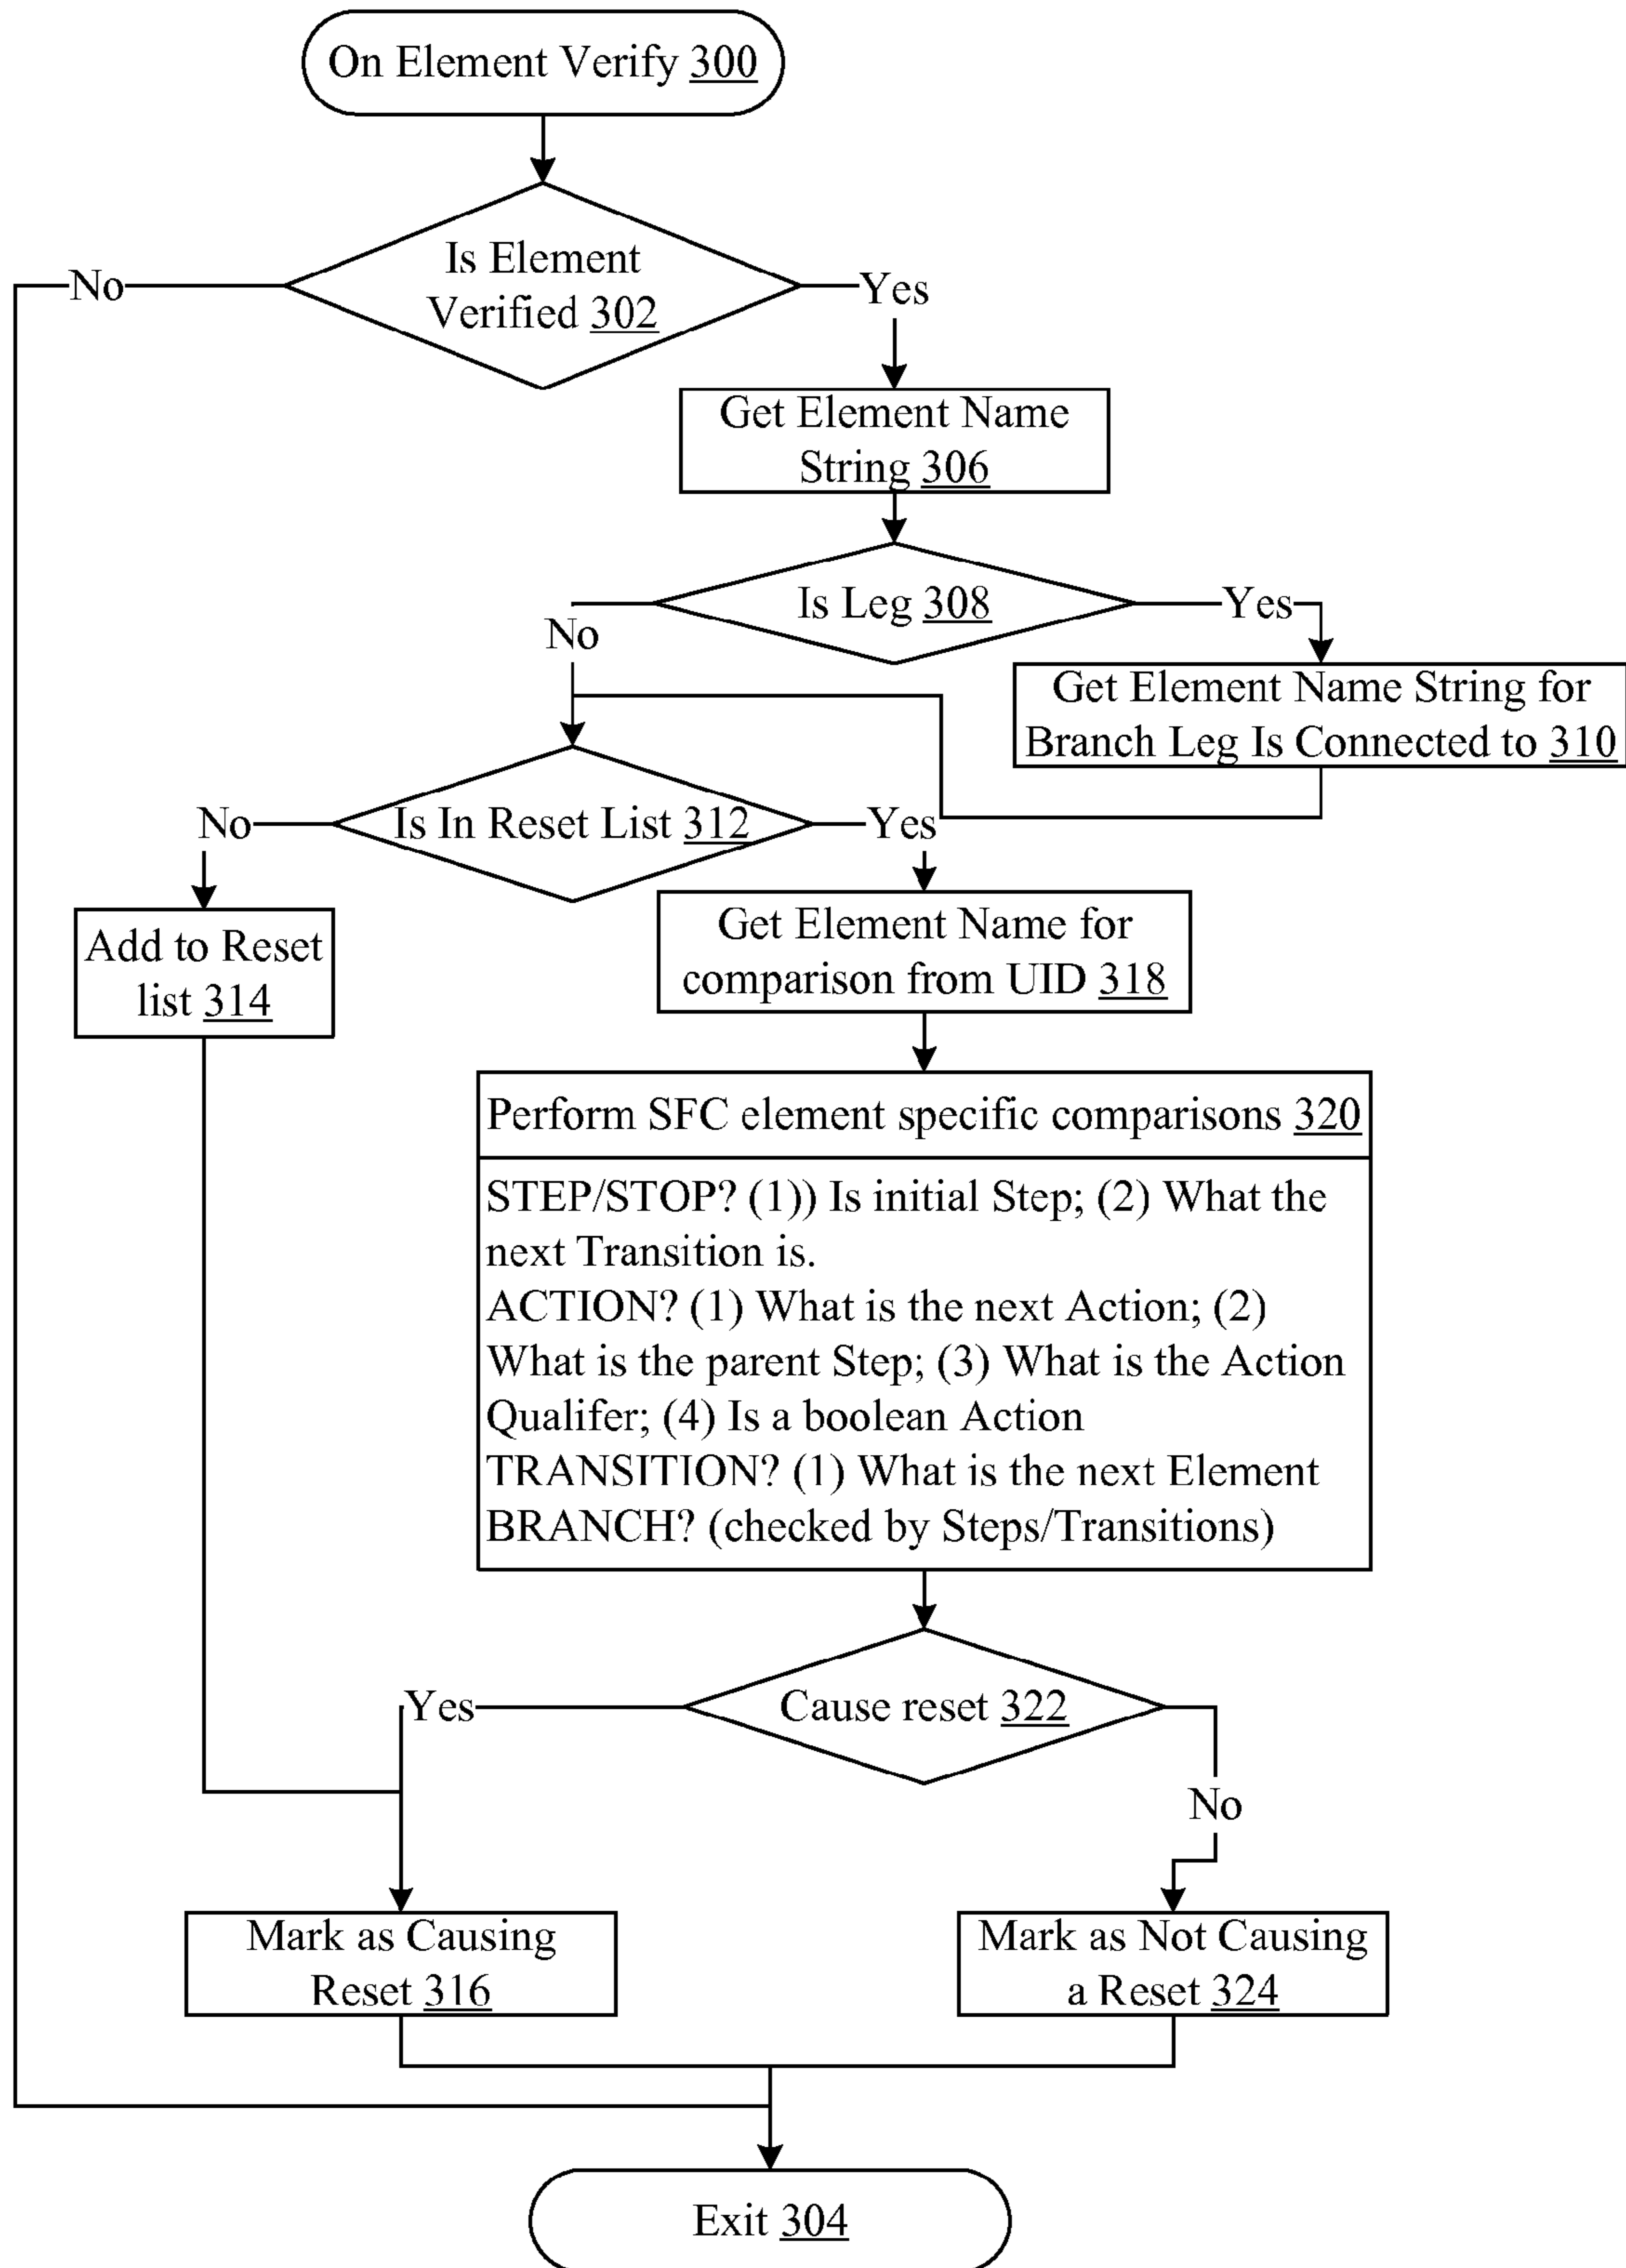 On Element Verify 300
Is Element
Verified 302
No
Yes
Get Element Name
String 306
Is Leg 308
Yes
No
Get Element Name String for
Branch Leg Is Connected to 310
Is In Reset List 312
No
Yes
Add to Reset
list 314
Get Element Name for
comparison from UID 318
Perform SFC element specific comparisons 320
STEP/STOP? (1)) Is initial Step; (2) What the
next Transition is.
ACTION? (1) What is the next Action; (2)
What is the parent Step; (3) What is the Action
Qualifer; (4) Is a boolean Action
TRANSITION? (1) What is the next Element
BRANCH? (checked by Steps/Transitions)
Yes
Cause reset 322
No
Mark as Causing
Reset 316
Mark as Not Causing
a Reset 324
Exit 304